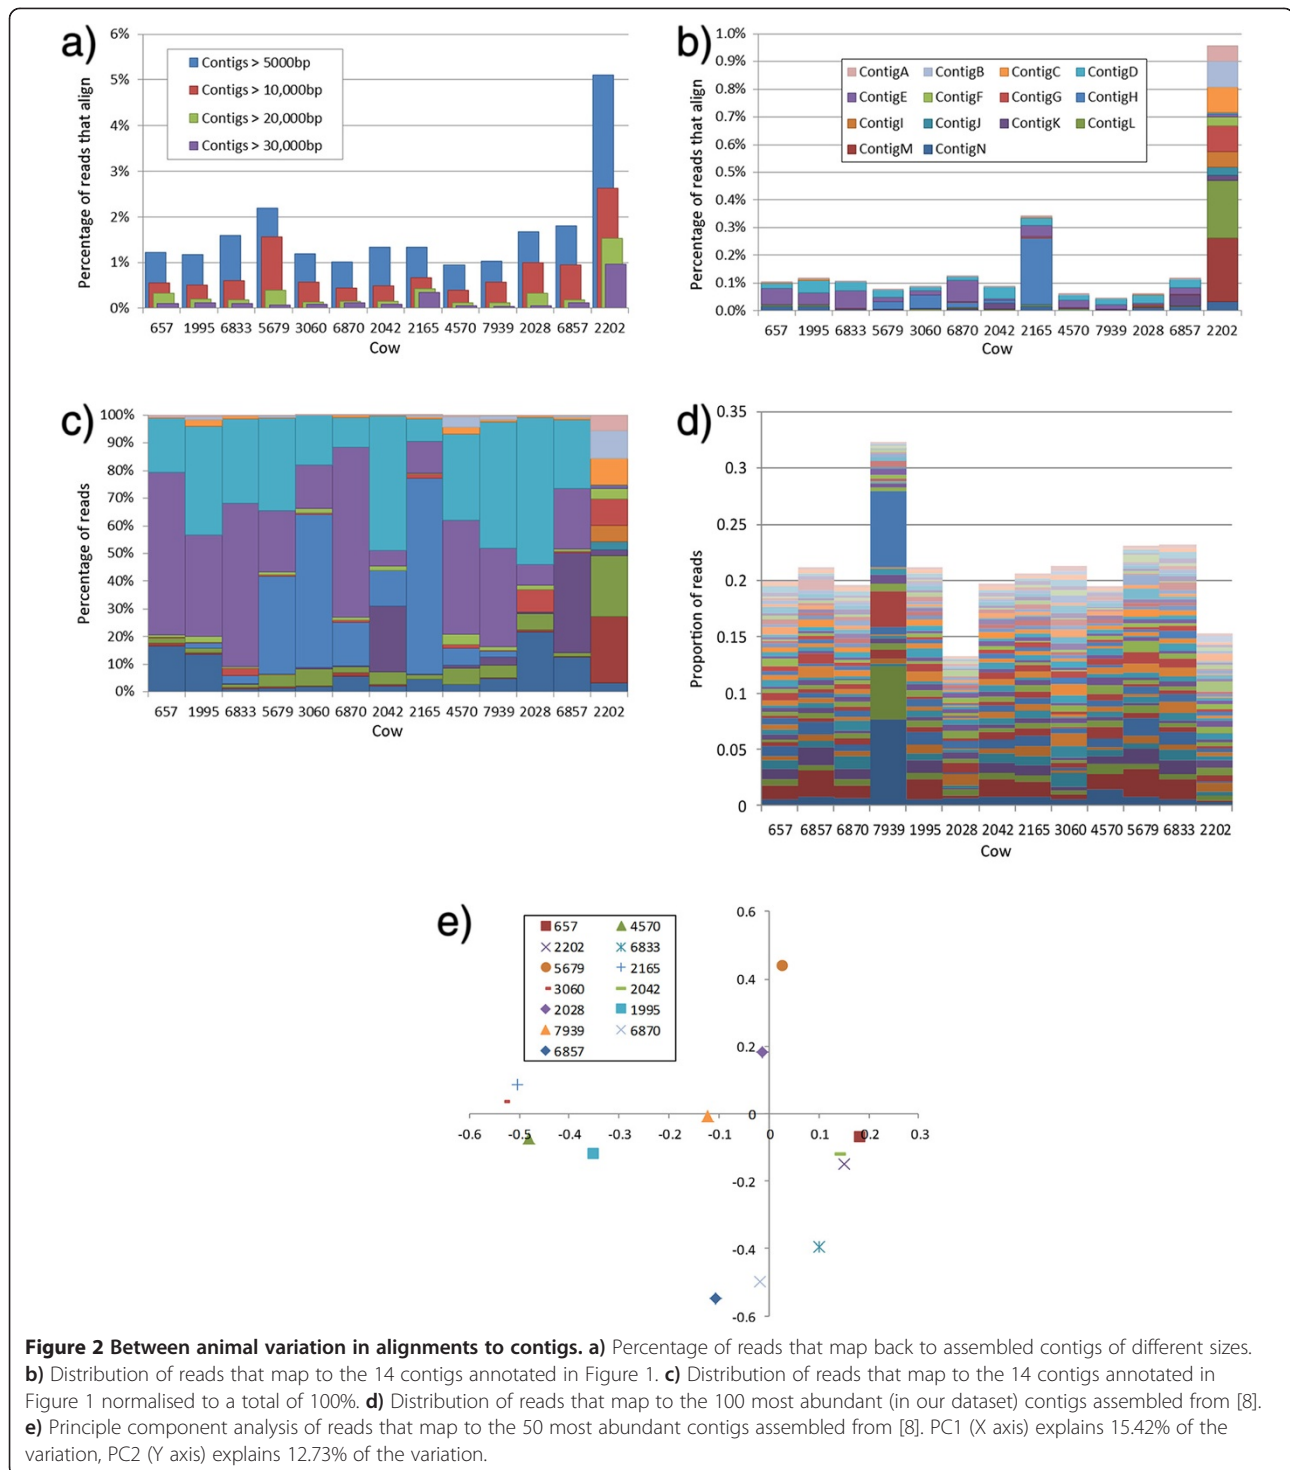 a)
6%
5%
4%
3%
2%
1%
0%
Percentage of reads that align
Contigs > 5000bp
Contigs > 10,000bp
Contigs > 20,000bp
Contigs > 30,000bp
657 1995 6833 5679 3060 6870 2042 2165 4570 7939 2028 6857 2202
Cow
b)
1.0%
0.9%
0.8%
0.7%
0.6%
0.5%
0.4%
0.3%
0.2%
0.1%
0.0%
Percentage of reads that align
ContigA ContigB ContigC ContigD
ContigE ContigF ContigG ContigH
ContigI ContigJ ContigK ContigL
ContigM ContigN
657 1995 6833 5679 3060 6870 2042 2165 4570 7939 2028 6857 2202
Cow
c)
100%
90%
80%
70%
60%
50%
40%
30%
20%
10%
0%
Percentage of reads
657 1995 6833 5679 3060 6870 2042 2165 4570 7939 2028 6857 2202
Cow
d)
0.35
0.3
0.25
0.2
0.15
0.1
0.05
0
Proportion of reads
657 6857 6870 7939 1995 2028 2042 2165 3060 4570 5679 6833 2202
Cow
e)
657 4570
2202 6833
5679 2165
3060 2042
2028 1995
7939 6870
6857
0.6
0.4
0.2
0
-0.2
-0.4
-0.6
-0.6 -0.5 -0.4 -0.3 -0.2 -0.1 0 0.1 0.2 0.3
Figure 2 Between animal variation in alignments to contigs. a) Percentage of reads that map back to assembled contigs of different sizes.
b) Distribution of reads that map to the 14 contigs annotated in Figure 1. c) Distribution of reads that map to the 14 contigs annotated in
Figure 1 normalised to a total of 100%. d) Distribution of reads that map to the 100 most abundant (in our dataset) contigs assembled from [8].
e) Principle component analysis of reads that map to the 50 most abundant contigs assembled from [8]. PC1 (X axis) explains 15.42% of the
variation, PC2 (Y axis) explains 12.73% of the variation.